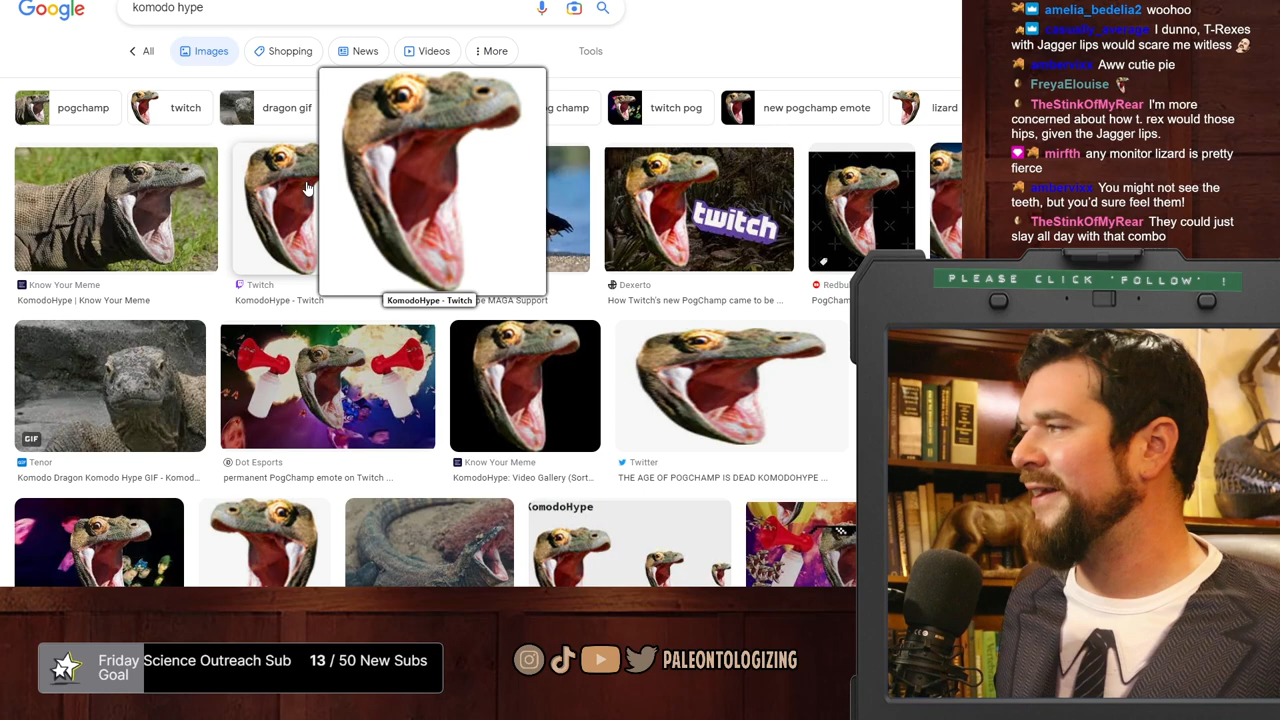 Google
komodo hype
All
Images
Shopping
News
Videos
More
Tools
pogchamp
twitch
dragon gif
g champ
twitch pog
new pogchamp emote
lizard
twitch
Know Your Meme
KomodoHype | Know Your Meme
Twitch
KomodoHype - Twitch
KomodoHype - Twitch
pe MAGA Support
Dexerto
How Twitch's new PogChamp came to be ...
Redbul
PogCham
GIF
Tenor
Komodo Dragon Komodo Hype GIF - Komod...
Dot Esports
permanent PogChamp emote on Twitch ...
Know Your Meme
KomodoHype: Video Gallery (Sort...
Twitter
THE AGE OF POGCHAMP IS DEAD KOMODOHYPE ...
KomodoHype
amelia_bedelia2 woohoo
casually_average I dunno, T-Rexes
with Jagger lips would scare me witless
ambervixx Aww cutie pie
FreyaElouise
TheStinkOfMyRear I'm more
concerned about how t. rex would those
hips, given the Jagger lips.
mirfth any monitor lizard is pretty
fierce
ambervixx You might not see the
teeth, but you'd sure feel them!
TheStinkOfMyRear They could just
slay all day with that combo
PLEASE CLICK "FOLLOW" !
Friday Science Outreach Sub
Goal
13 / 50 New Subs
PALEONTOLOGIZING